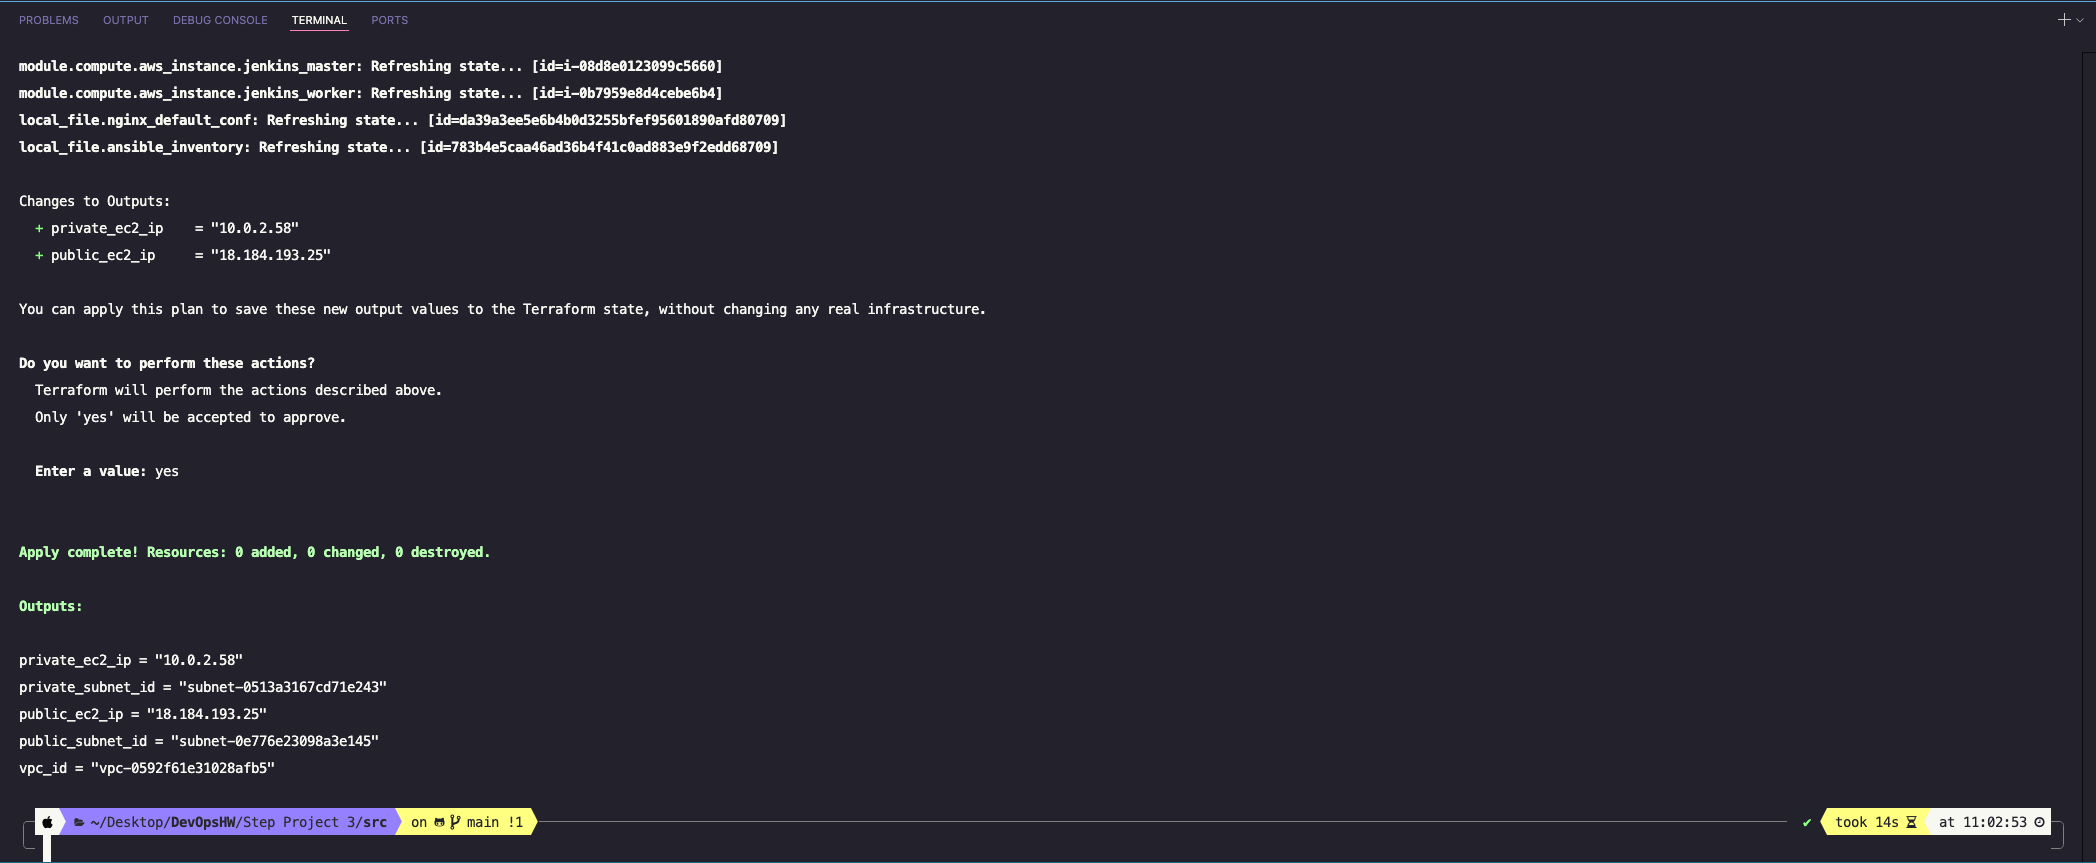 PROBLEMS OUTPUT DEBUG CONSOLE TERMINAL PORTS
module.compute.aws_instance.jenkins_master: Refreshing state... [id=i-08d8e0123099c5660]
module.compute.aws_instance.jenkins_worker: Refreshing state... [id=i-0b7959e8d4cebe6b4]
local_file.nginx_default_conf: Refreshing state... [id=da39a3ee5e6b4b0d3255bfef95601890afd80709]
local_file.ansible_inventory: Refreshing state... [id=783b4e5caa46ad36b4f41c0ad883e9f2edd68709]
Changes to Outputs:
+ private_ec2_ip    = "10.0.2.58"
+ public_ec2_ip     = "18.184.193.25"
You can apply this plan to save these new output values to the Terraform state, without changing any real infrastructure.
Do you want to perform these actions?
Terraform will perform the actions described above.
Only 'yes' will be accepted to approve.
Enter a value: yes
Apply complete! Resources: 0 added, 0 changed, 0 destroyed.
Outputs:
private_ec2_ip = "10.0.2.58"
private_subnet_id = "subnet-0513a3167cd71e243"
public_ec2_ip = "18.184.193.25"
public_subnet_id = "subnet-0e776e23098a3e145"
vpc_id = "vpc-0592f61e31028afb5"
~/Desktop/DevOpsHW/Step Project 3/src on main !1 ✔ took 14s at 11:02:53